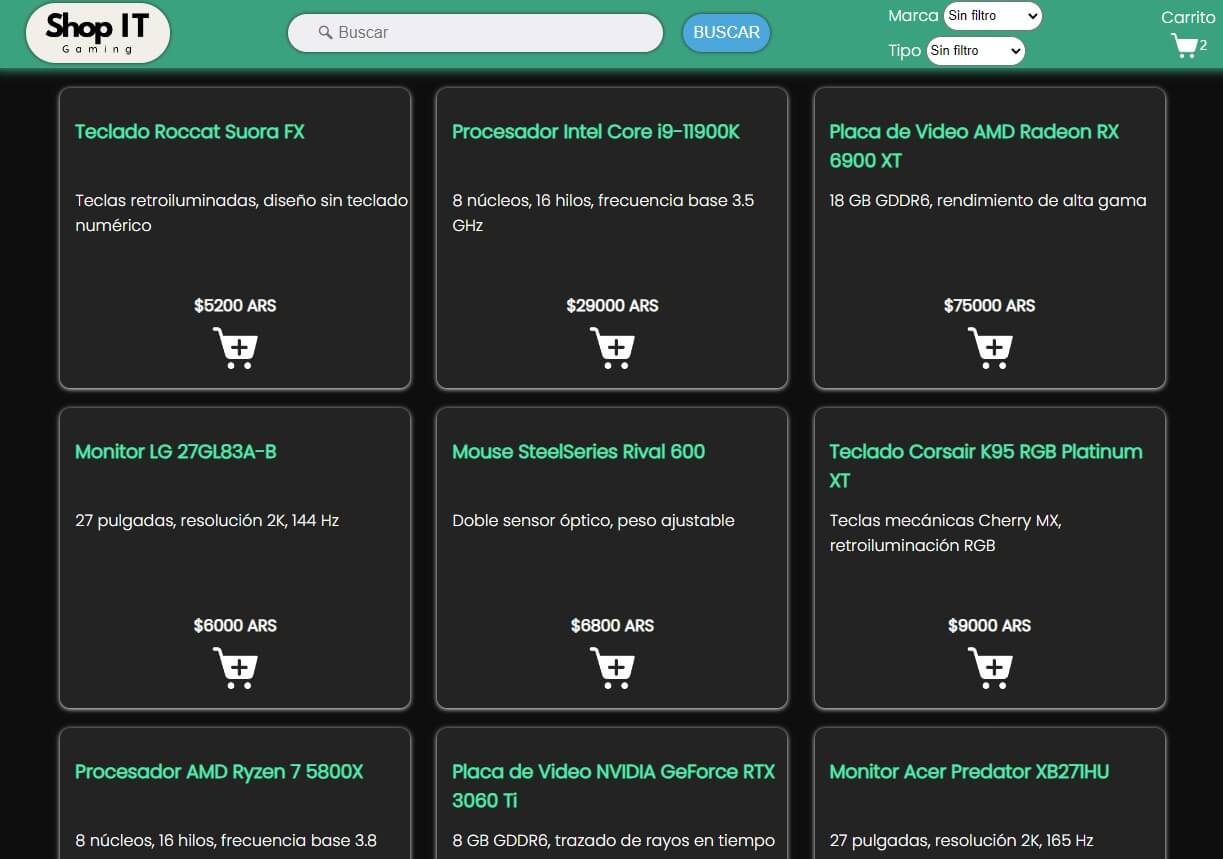 Shop IT
Gaming
Buscar
BUSCAR
Marca Sin filtro
Tipo Sin filtro
Carrito
2
Teclado Roccat Suora FX
Teclas retroiluminadas, diseño sin teclado
numérico
$5200 ARS
Procesador Intel Core i9-11900K
8 núcleos, 16 hilos, frecuencia base 3.5
GHz
$29000 ARS
Placa de Video AMD Radeon RX
6900 XT
18 GB GDDR6, rendimiento de alta gama
$75000 ARS
Monitor LG 27GL83A-B
27 pulgadas, resolución 2K, 144 Hz
$6000 ARS
Mouse SteelSeries Rival 600
Doble sensor óptico, peso ajustable
$6800 ARS
Teclado Corsair K95 RGB Platinum
XT
Teclas mecánicas Cherry MX,
retroiluminación RGB
$9000 ARS
Procesador AMD Ryzen 7 5800X
8 núcleos, 16 hilos, frecuencia base 3.8
Placa de Video NVIDIA GeForce RTX
3060 Ti
8 GB GDDR6, trazado de rayos en tiempo
Monitor Acer Predator XB271HU
27 pulgadas, resolución 2K, 165 Hz